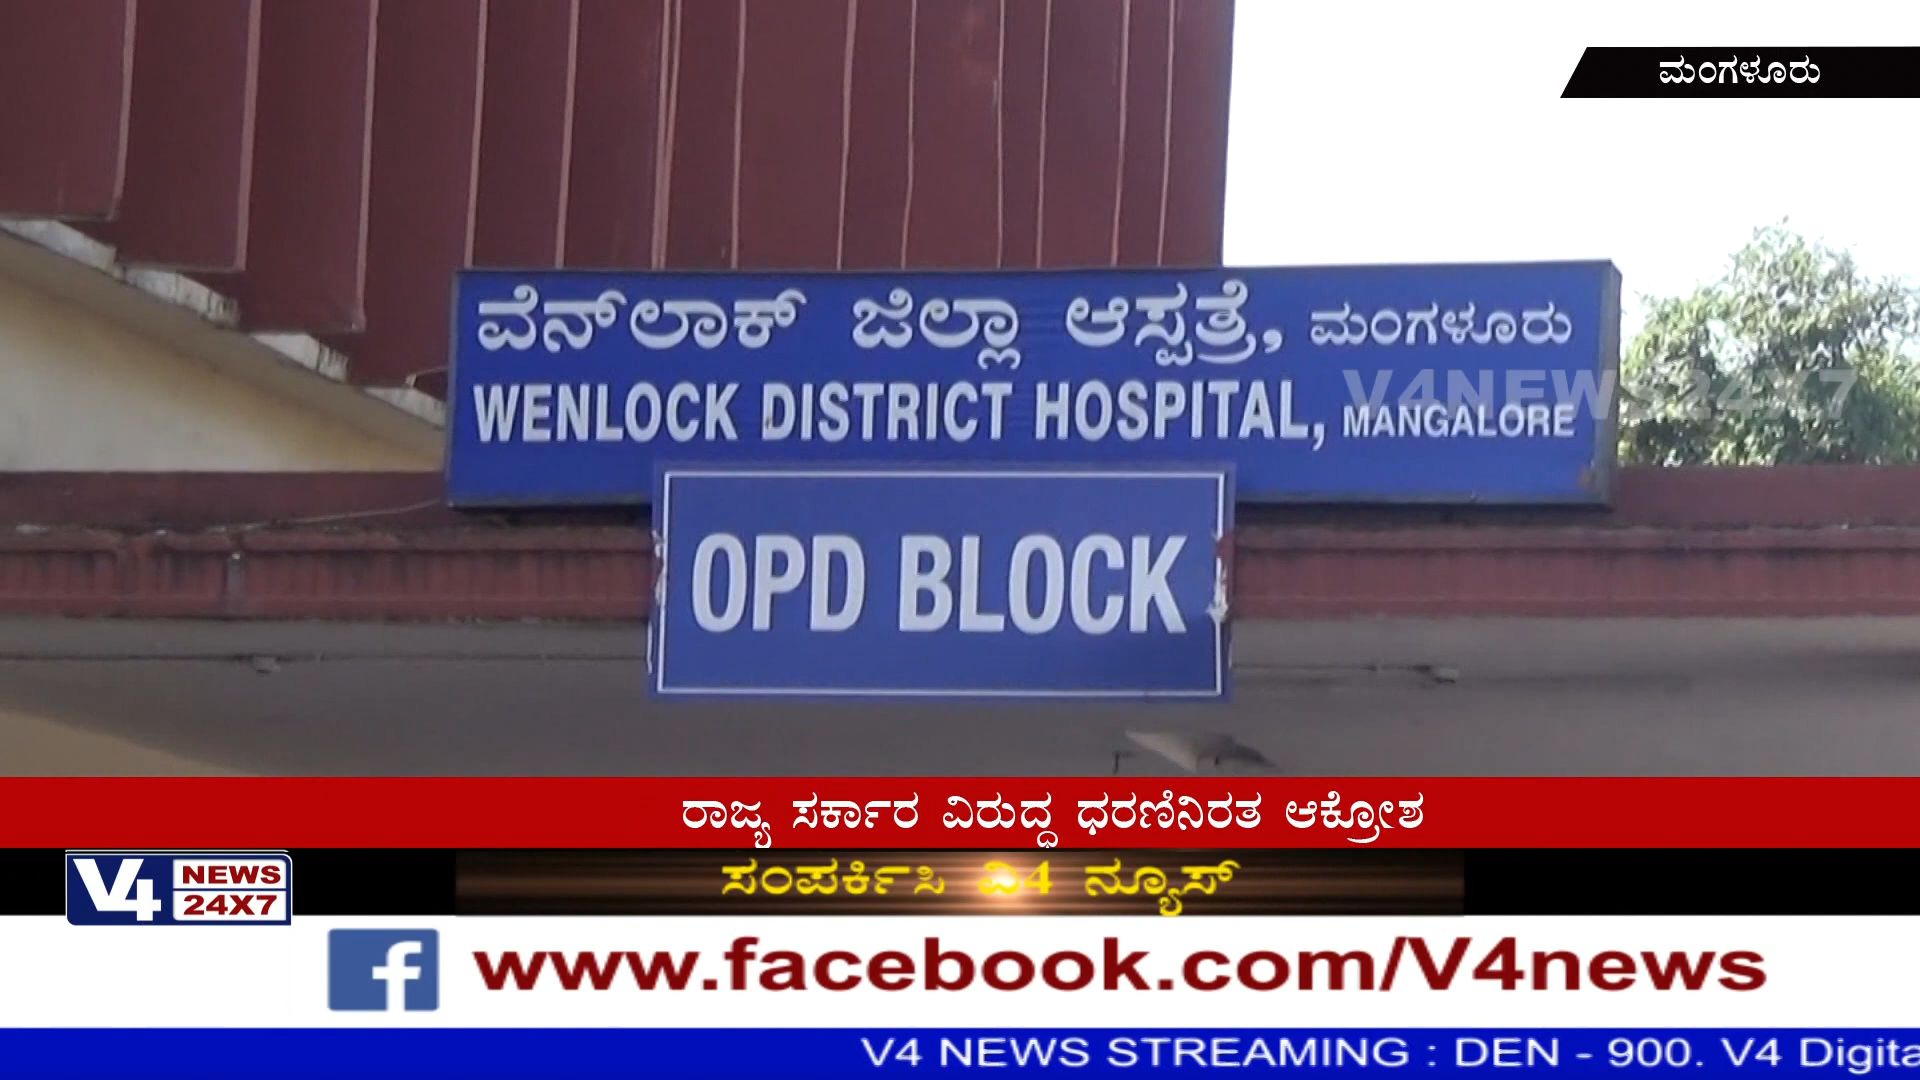 ಮಂಗಳೂರು
ವೆನ್‌ಲಾಕ್ ಜಿಲ್ಲಾ ಆಸ್ಪತ್ರೆ, ಮಂಗಳೂರು
WENLOCK DISTRICT HOSPITAL, MANGALORE
V4NEWS24X7
OPD BLOCK
ರಾಜ್ಯ ಸರ್ಕಾರ ವಿರುದ್ಧ ಧರಣಿನಿರತ ಆಕ್ರೋಶ
V4 NEWS 24X7
ಸಂಪರ್ಕಿಸಿ ವಿ4 ನ್ಯೂಸ್
www.facebook.com/V4news
V4 NEWS STREAMING : DEN - 900. V4 Digita